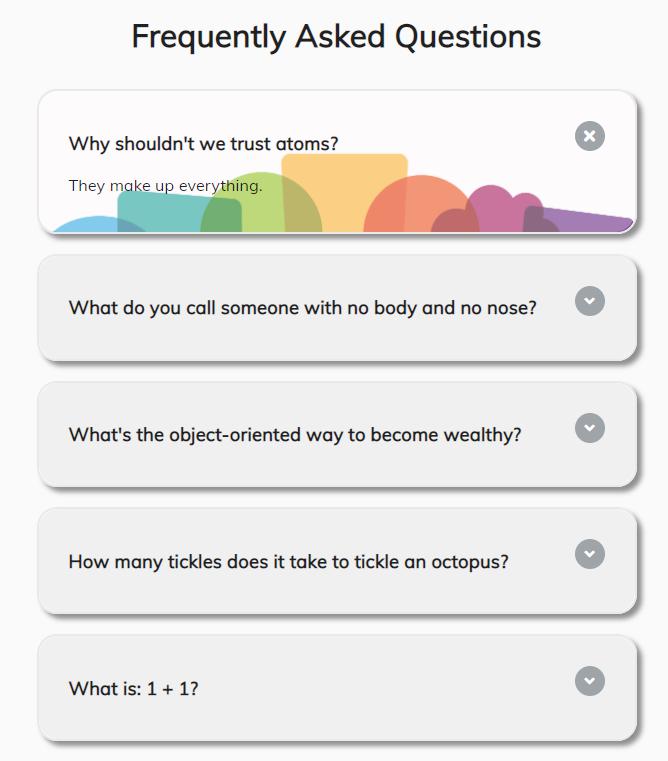 Frequently Asked Questions
Why shouldn't we trust atoms?
They make up everything.
What do you call someone with no body and no nose?
What's the object-oriented way to become wealthy?
How many tickles does it take to tickle an octopus?
What is: 1 + 1?